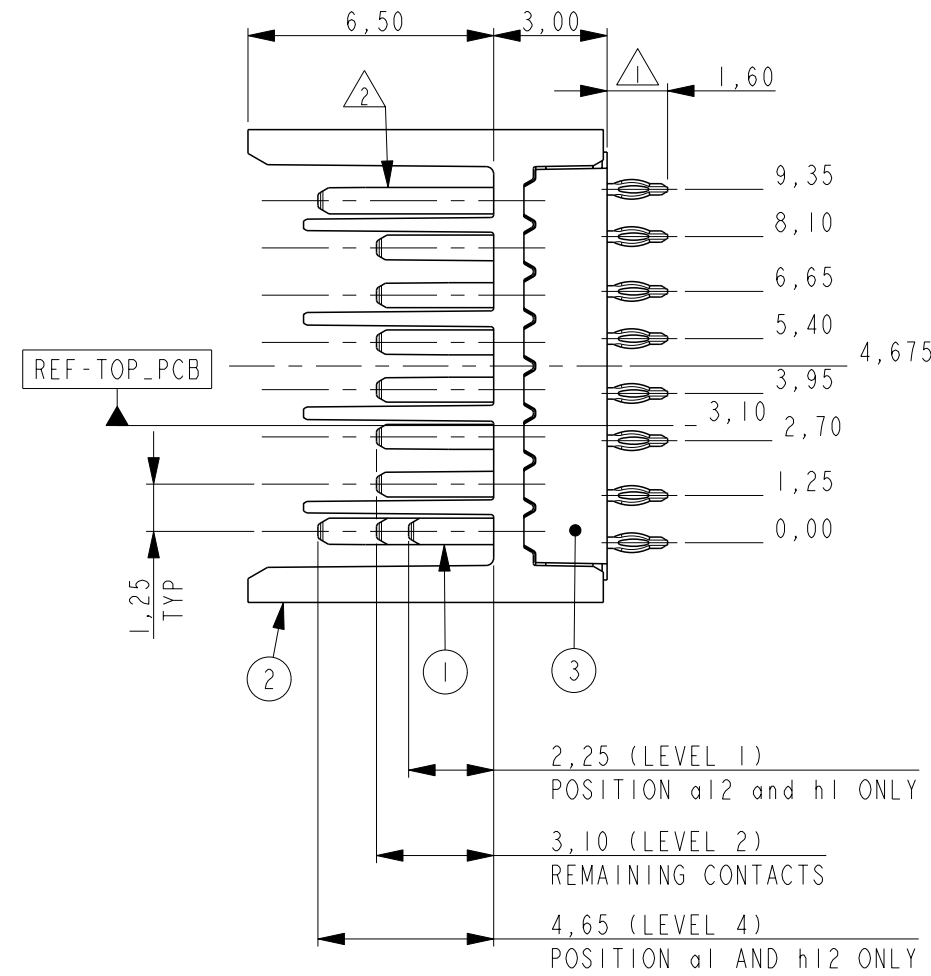 6,50
3,00
1
1,60
2
9,35
8,10
6,65
5,40
4,675
REF-TOP_PCB
3,95
3,10
2,70
1,25
0,00
1,25
TYP
2
1
3
2,25 (LEVEL 1)
POSITION a12 and h1 ONLY
3,10 (LEVEL 2)
REMAINING CONTACTS
4,65 (LEVEL 4)
POSITION a1 AND h12 ONLY